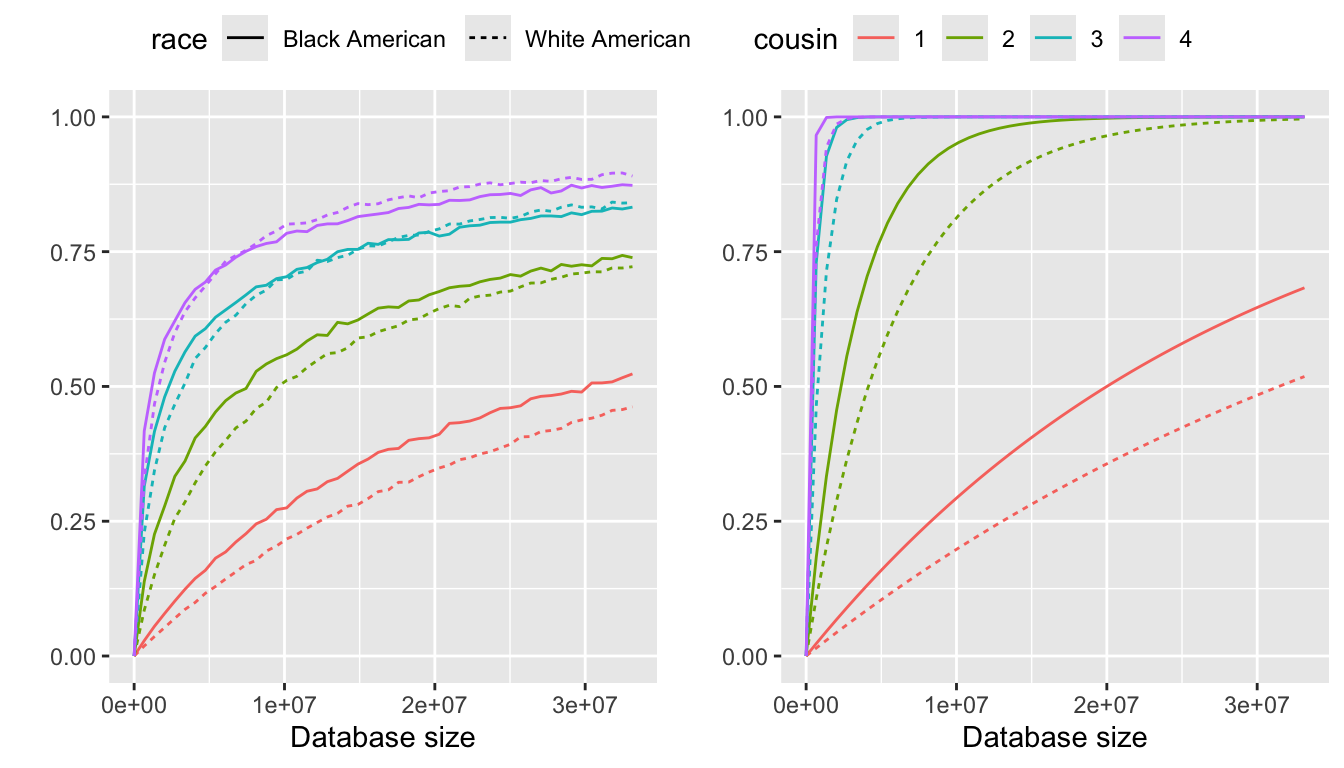 race Black American White American cousin 1 2 3 4
1.00 1.00
0.75 0.75
0.50 0.50
0.25 0.25
0.00 0.00
0e+00 1e+07 2e+07 3e+07 0e+00 1e+07 2e+07 3e+07
Database size Database size